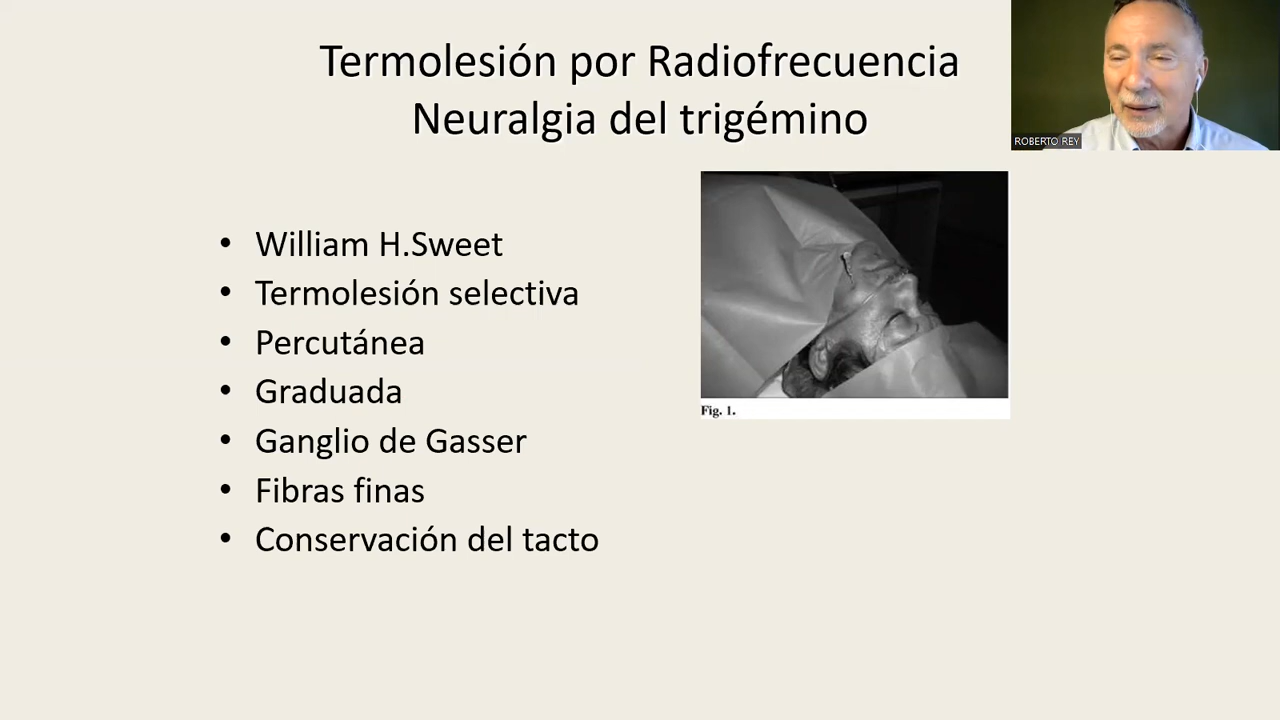 Termolesión por Radiofrecuencia
Neuralgia del trigémino
ROBERTO REY
• William H.Sweet
• Termolesión selectiva
• Percutánea
• Graduada
• Ganglio de Gasser
• Fibras finas
• Conservación del tacto
Fig. 1.